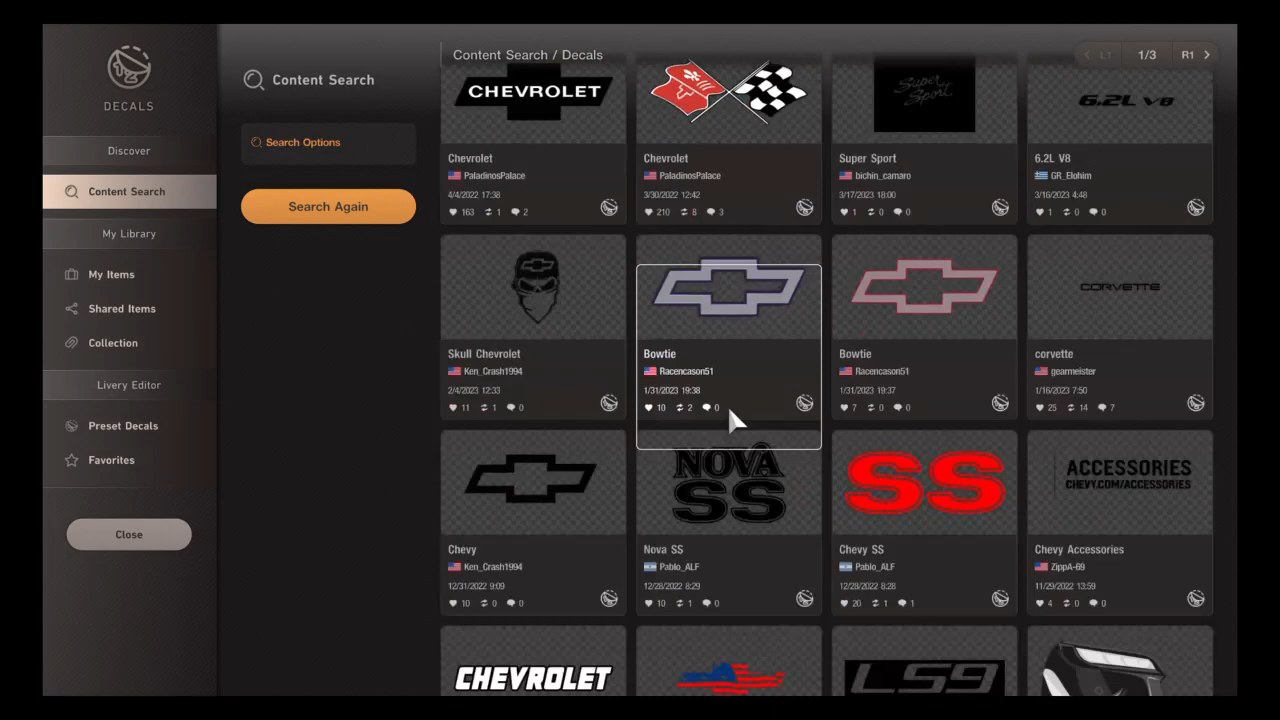 DECALS
Discover
Content Search
My Library
My Items
Shared Items
Collection
Livery Editor
Preset Decals
Favorites
Close
Content Search
Search Options
Search Again
Content Search / Decals
L1
1/3
R1
CHEVROLET
Chevrolet
PaladinosPalace
4/4/2022 17:38
163 1 2
Chevrolet
PaladinosPalace
3/30/2022 12:42
210 8 3
Super Sport
Super Sport
bichin_camaro
3/17/2023 18:00
1 0 0
6.2L V8
6.2L V8
GR_Elohim
3/16/2023 4:48
1 0 0
Skull Chevrolet
Ken_Crash1994
2/4/2023 12:33
11 1 0
Bowtie
Racencason51
1/31/2023 19:38
10 2 0
Bowtie
Racencason51
1/31/2023 19:37
7 0 0
CORVETTE
corvette
gearmeister
1/16/2023 7:50
25 14 7
Chevy
Ken_Crash1994
12/31/2022 9:09
10 0 0
NOVA
SS
Nova SS
Pablo_ALF
12/28/2022 8:29
10 1 0
SS
Chevy SS
Pablo_ALF
12/28/2022 8:28
20 1 1
ACCESSORIES
CHEVY.COM/ACCESSORIES
Chevy Accessories
ZippA-69
11/29/2022 13:59
4 0 0
CHEVROLET
LS9